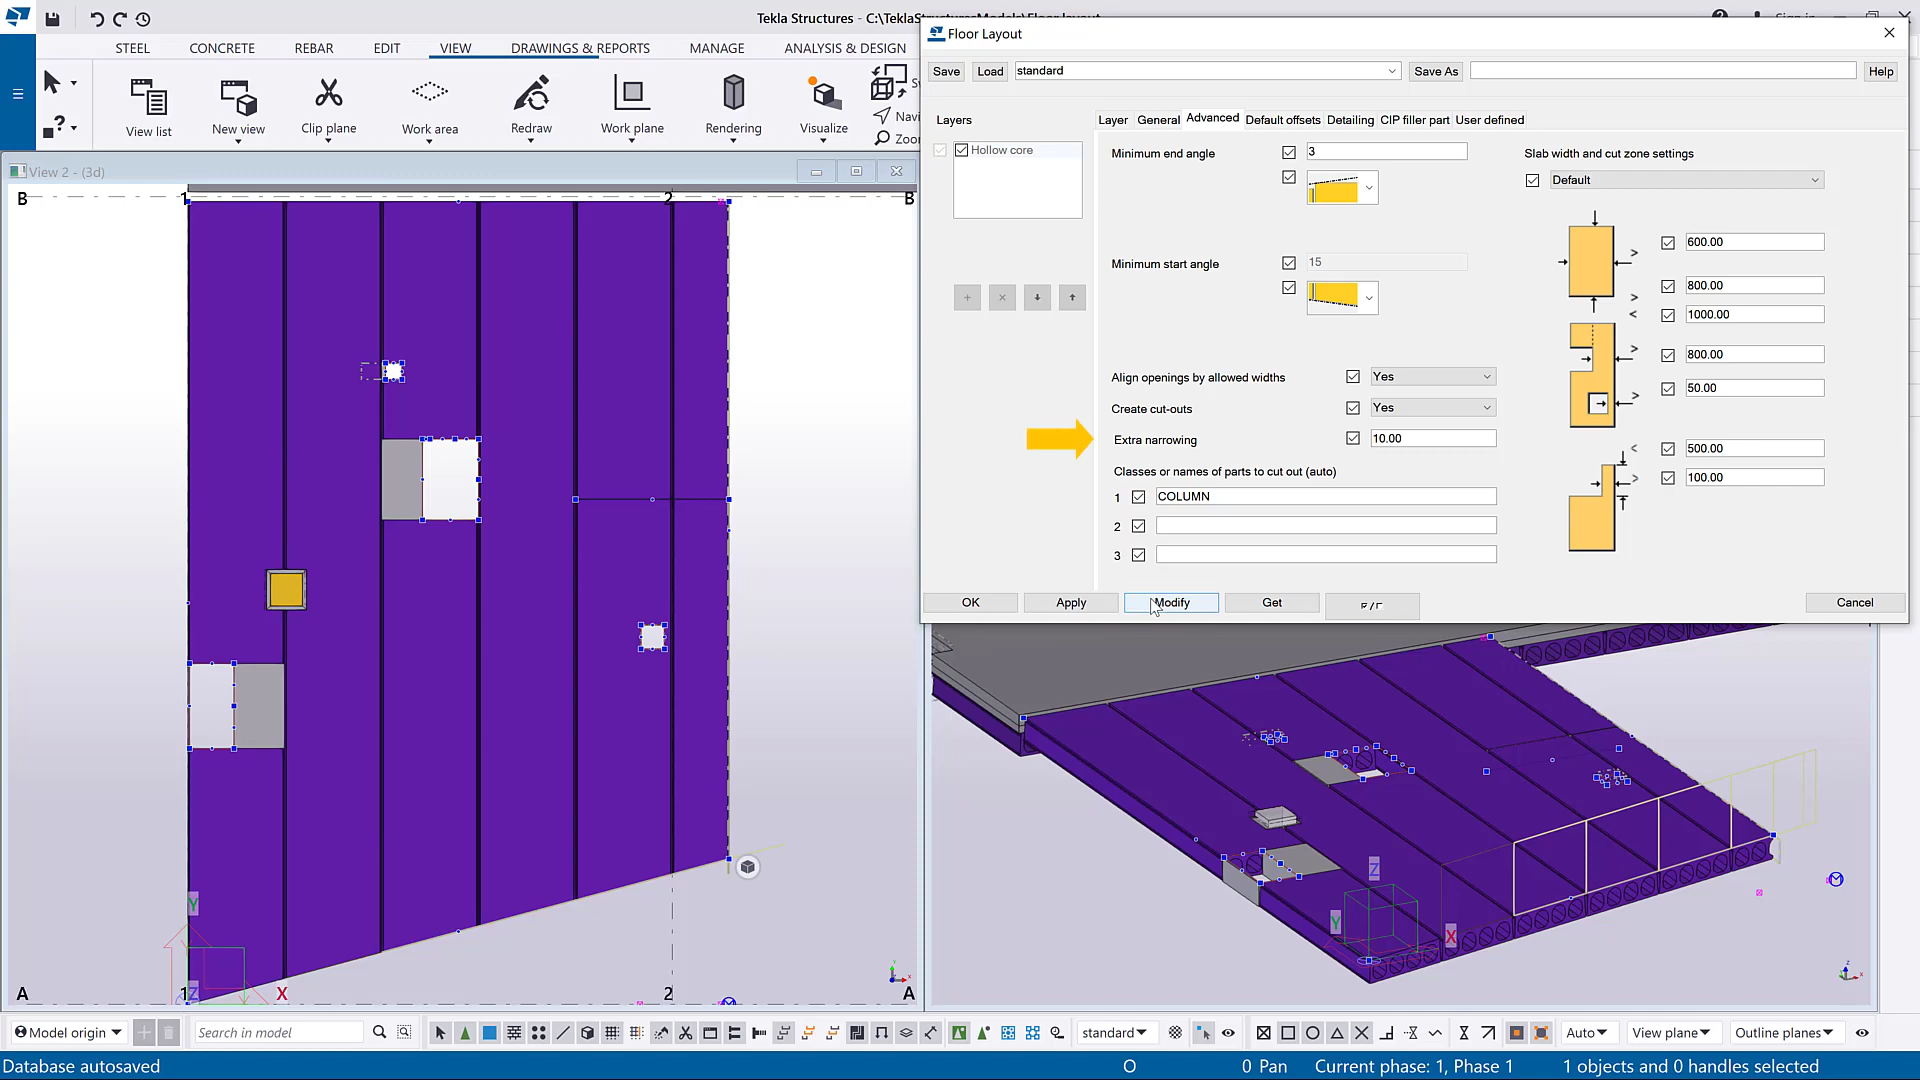 Tekla Structures - C:\TeklaStructuresModels\Floor layout
STEEL CONCRETE REBAR EDIT VIEW DRAWINGS & REPORTS MANAGE ANALYSIS & DESIGN
View list New view Clip plane Work area Redraw Work plane Rendering Visualize
Floor Layout
Save Load standard Save As Help
Layers
Hollow core
Layer General Advanced Default offsets Detailing CIP filler part User defined
Minimum end angle 3
Minimum start angle 15
Align openings by allowed widths Yes
Create cut-outs Yes
Extra narrowing 10.00
Classes or names of parts to cut out (auto)
1 COLUMN
2
3
Slab width and cut zone settings
Default
600.00
800.00
1000.00
800.00
50.00
500.00
100.00
OK Apply Modify Get Cancel
View 2 - (3d)
B 1 2 B
Y
A 1 Z X 2 A
Z
Y
X
Model origin Search in model standard Auto View plane Outline planes
Database autosaved O 0 Pan Current phase: 1, Phase 1 1 objects and 0 handles selected